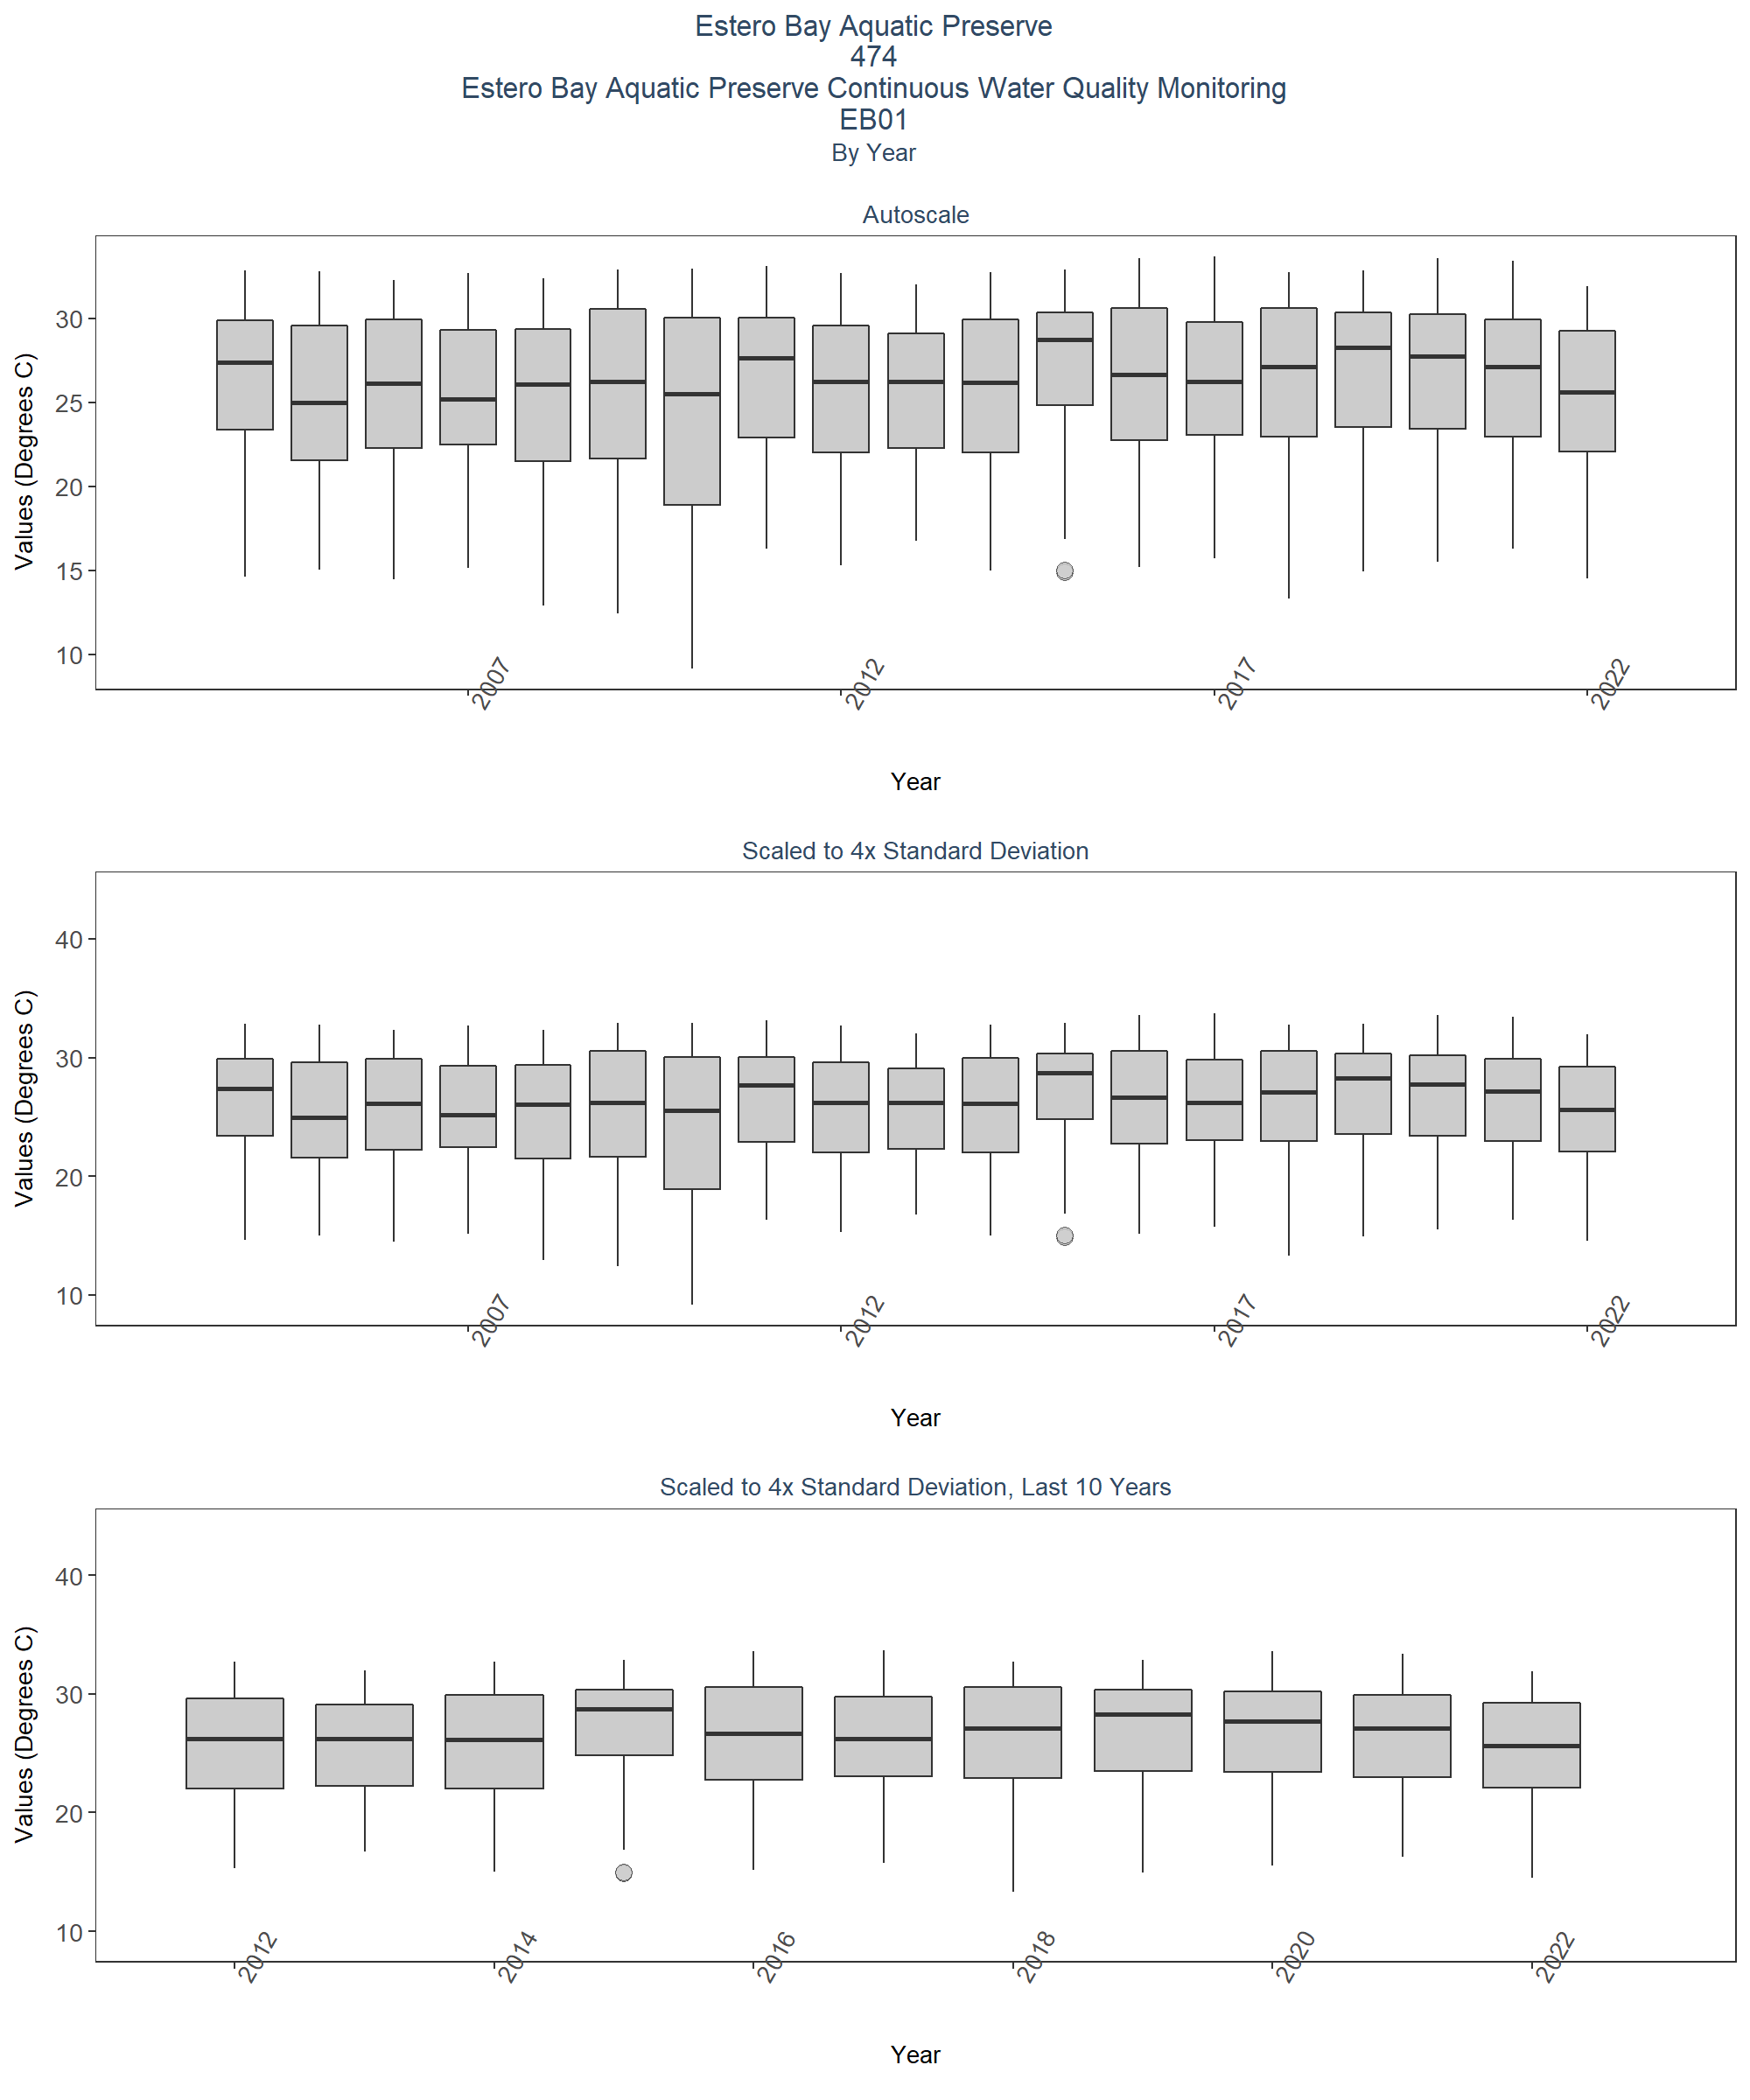 Estero Bay Aquatic Preserve
474
Estero Bay Aquatic Preserve Continuous Water Quality Monitoring
EB01
By Year
Autoscale
Values (Degrees C)
30
25
20
15
10
2007
2012
2017
2022
Year
Scaled to 4x Standard Deviation
Values (Degrees C)
40
30
20
10
2007
2012
2017
2022
Year
Scaled to 4x Standard Deviation, Last 10 Years
Values (Degrees C)
40
30
20
10
2012
2014
2016
2018
2020
2022
Year